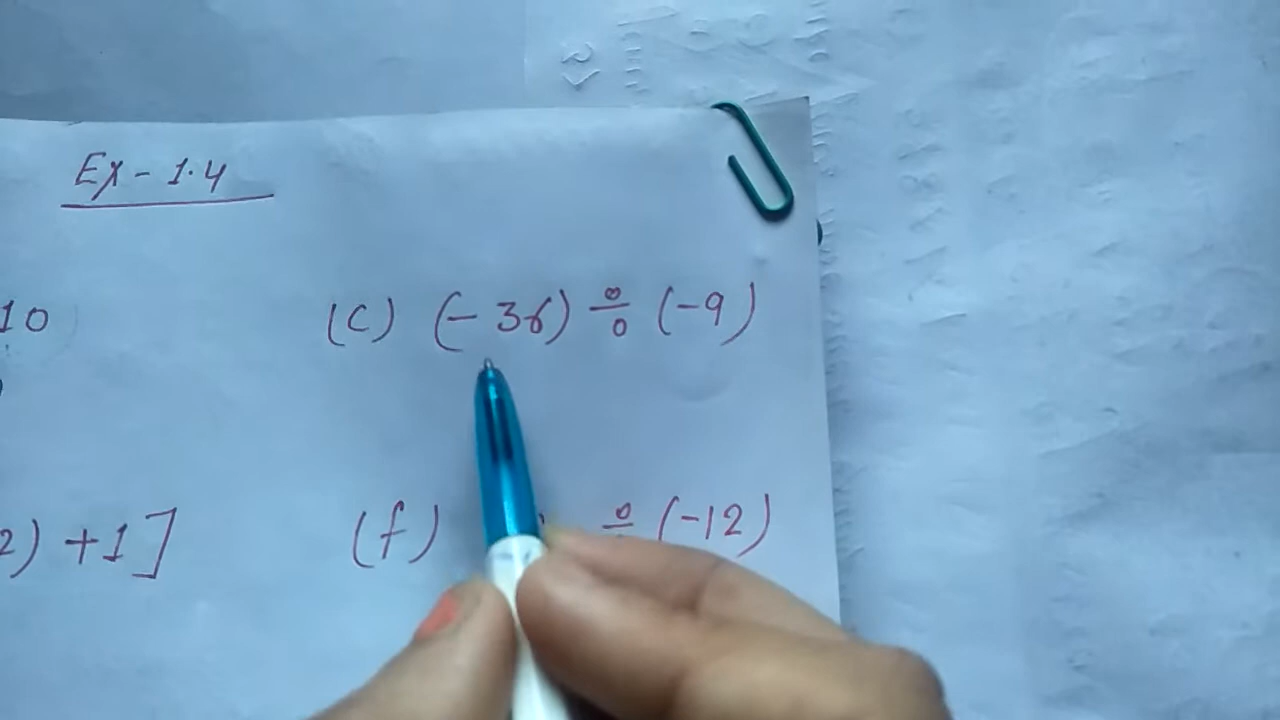 Ex - 1.4
10 (C) (- 36) ÷ (-9)
2) +1] (f) ÷ (-12)